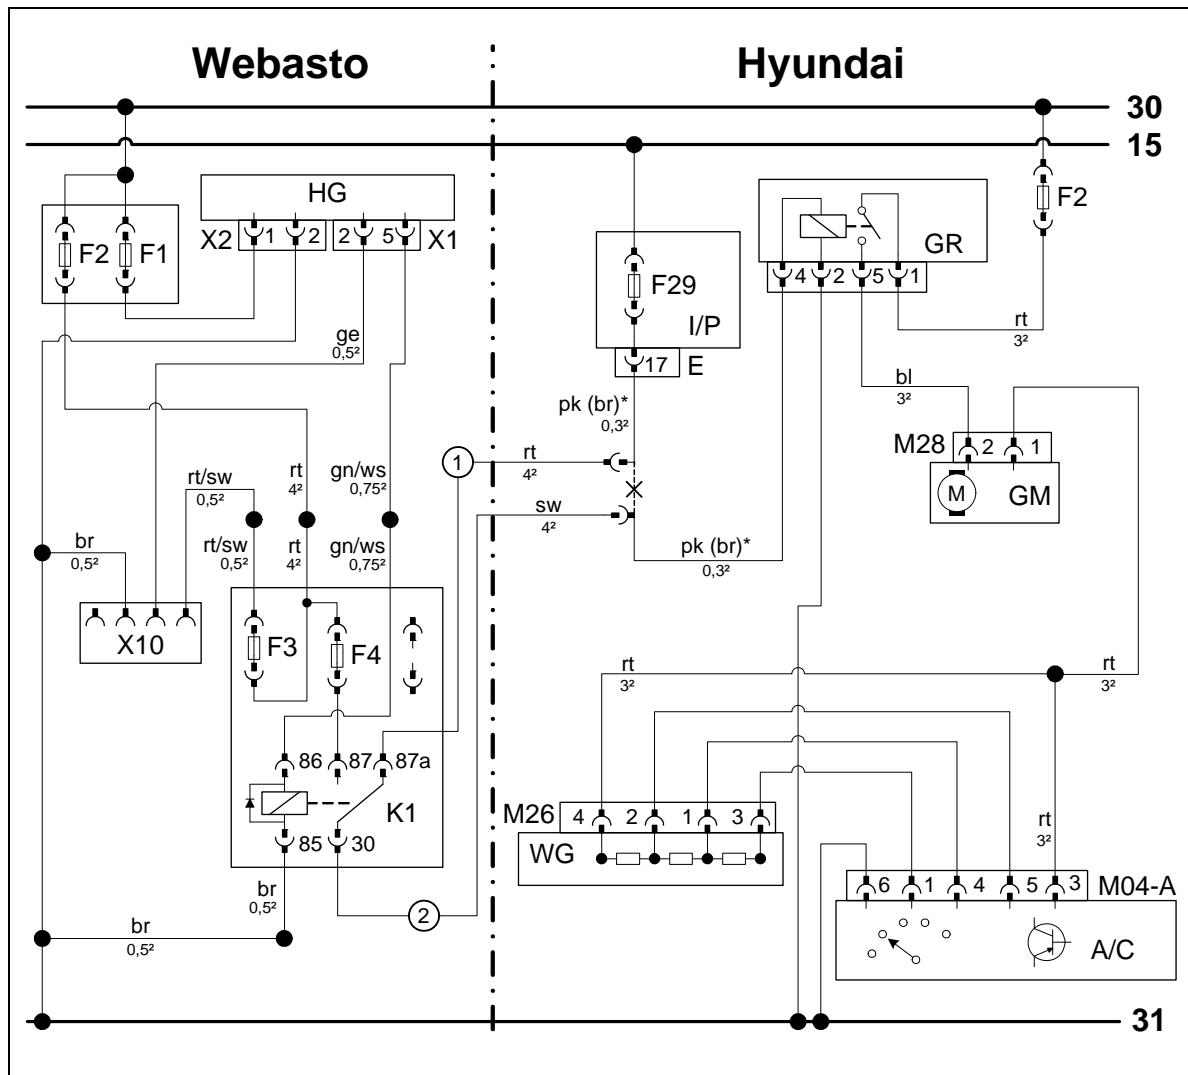 Webasto Hyundai
30
15
HG
X2 1 2 2 5 X1
F2 F1
F29
I/P
17 E
GR
4 2 5 1
F2
rt
3²
ge
0,5²
bl
3²
pk (br)*
0,3²
M28 2 1
M GM
1
rt
4²
rt/sw
0,5²
rt
4²
gn/ws
0,75²
sw
4²
br
0,5²
rt/sw
0,5²
rt
4²
gn/ws
0,75²
pk (br)*
0,3²
X10
F3 F4
rt
3²
rt
3²
86 87 87a
K1
85 30
M26 4 2 1 3
WG
rt
3²
br
0,5²
6 1 4 5 3 M04-A
2
br
0,5²
A/C
31